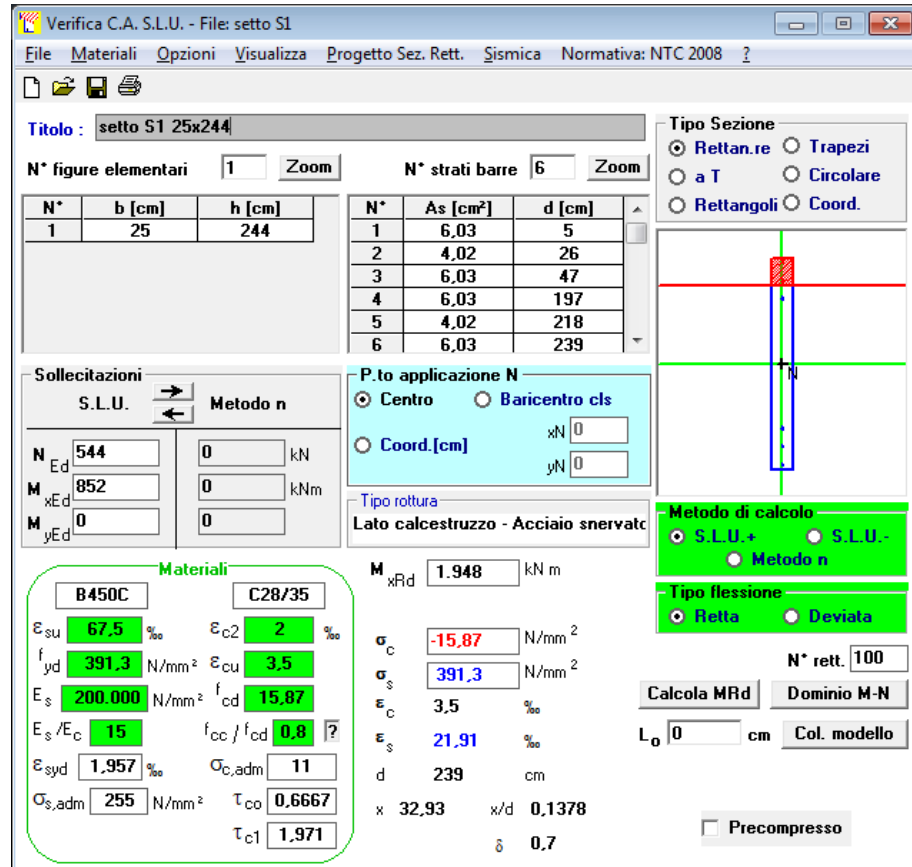 Verifica C.A. S.L.U. - File: setto S1
File Materiali Opzioni Visualizza Progetto Sez. Rett. Sismica Normativa: NTC 2008 ?
Titolo : setto S1 25x244
N° figure elementari 1 Zoom
N° strati barre 6 Zoom
N° b [cm] h [cm]
1 25 244
N° As [cm²] d [cm]
1 6,03 5
2 4,02 26
3 6,03 47
4 6,03 197
5 4,02 218
6 6,03 239
Tipo Sezione
Rettan.re Trapezi
a T Circolare
Rettangoli Coord.
N
Sollecitazioni
S.L.U. Metodo n
N Ed 544 0 kN
M xEd 852 0 kNm
M yEd 0 0
P.to applicazione N
Centro Baricentro cls
Coord.[cm] xN 0
yN 0
Tipo rottura
Lato calcestruzzo - Acciaio snervato
Metodo di calcolo
S.L.U.+ S.L.U.-
Metodo n
Tipo flessione
Retta Deviata
Materiali
B450C C28/35
εsu 67,5 ‰ εc2 2 ‰
fyd 391,3 N/mm² εcu 3,5
Es 200.000 N/mm² fcd 15,87
Es/Ec 15 fcc / fcd 0,8 ?
εsyd 1,957 ‰ σc,adm 11
σs,adm 255 N/mm² τco 0,6667
τc1 1,971
M xRd 1.948 kN m
σc -15,87 N/mm²
σs 391,3 N/mm²
εc 3,5 ‰
εs 21,91 ‰
d 239 cm
x 32,93 x/d 0,1378
δ 0,7
N° rett. 100
Calcola MRd Dominio M-N
Lo 0 cm Col. modello
Precompresso